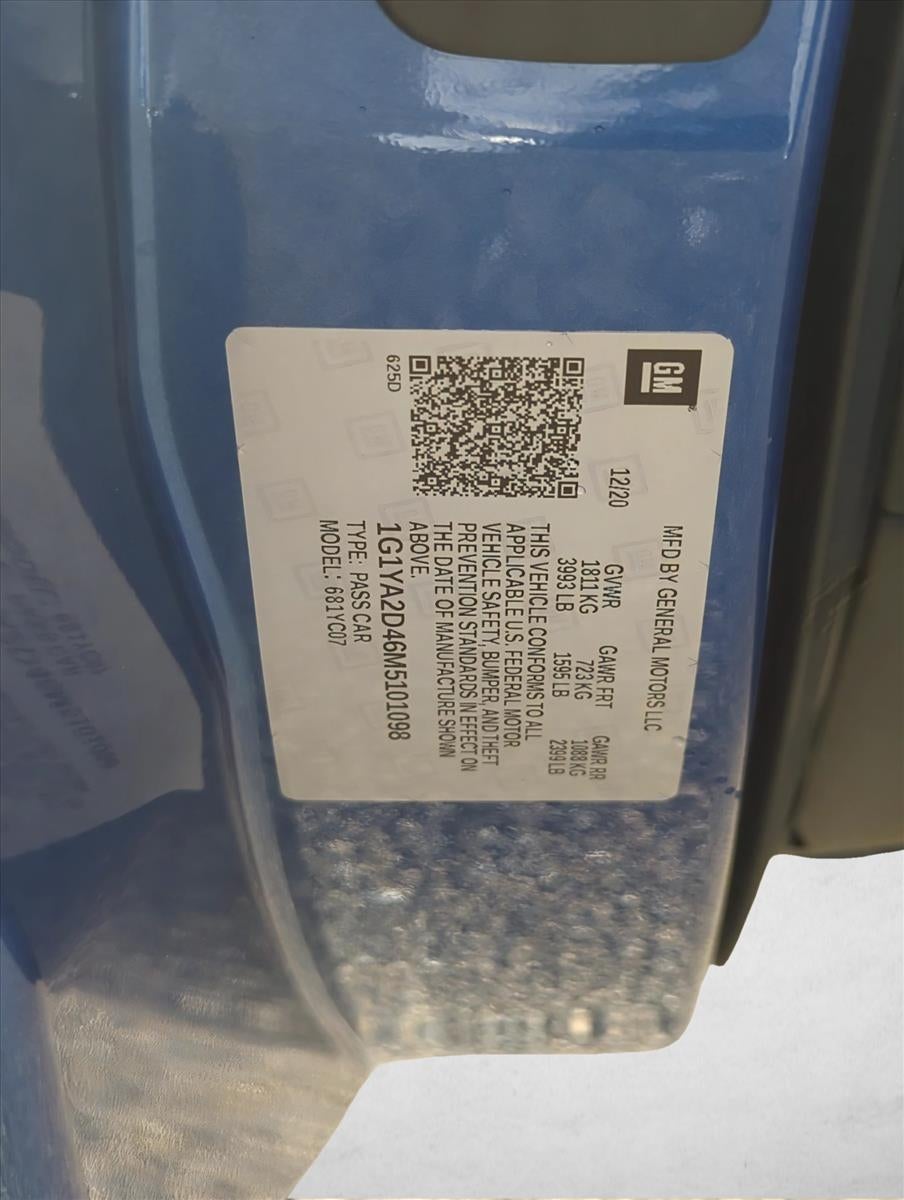 GM
MFD BY GENERAL MOTORS LLC
12/20
GVWR GAWR FRT GAWR RR
1811 KG 723 KG 1088 KG
3993 LB 1595 LB 2399 LB
THIS VEHICLE CONFORMS TO ALL
APPLICABLE U.S. FEDERAL MOTOR
VEHICLE SAFETY, BUMPER, AND THEFT
PREVENTION STANDARDS IN EFFECT ON
THE DATE OF MANUFACTURE SHOWN
ABOVE.
1G1YA2D46M5101098
TYPE: PASS CAR
MODEL: 681YC07
625D